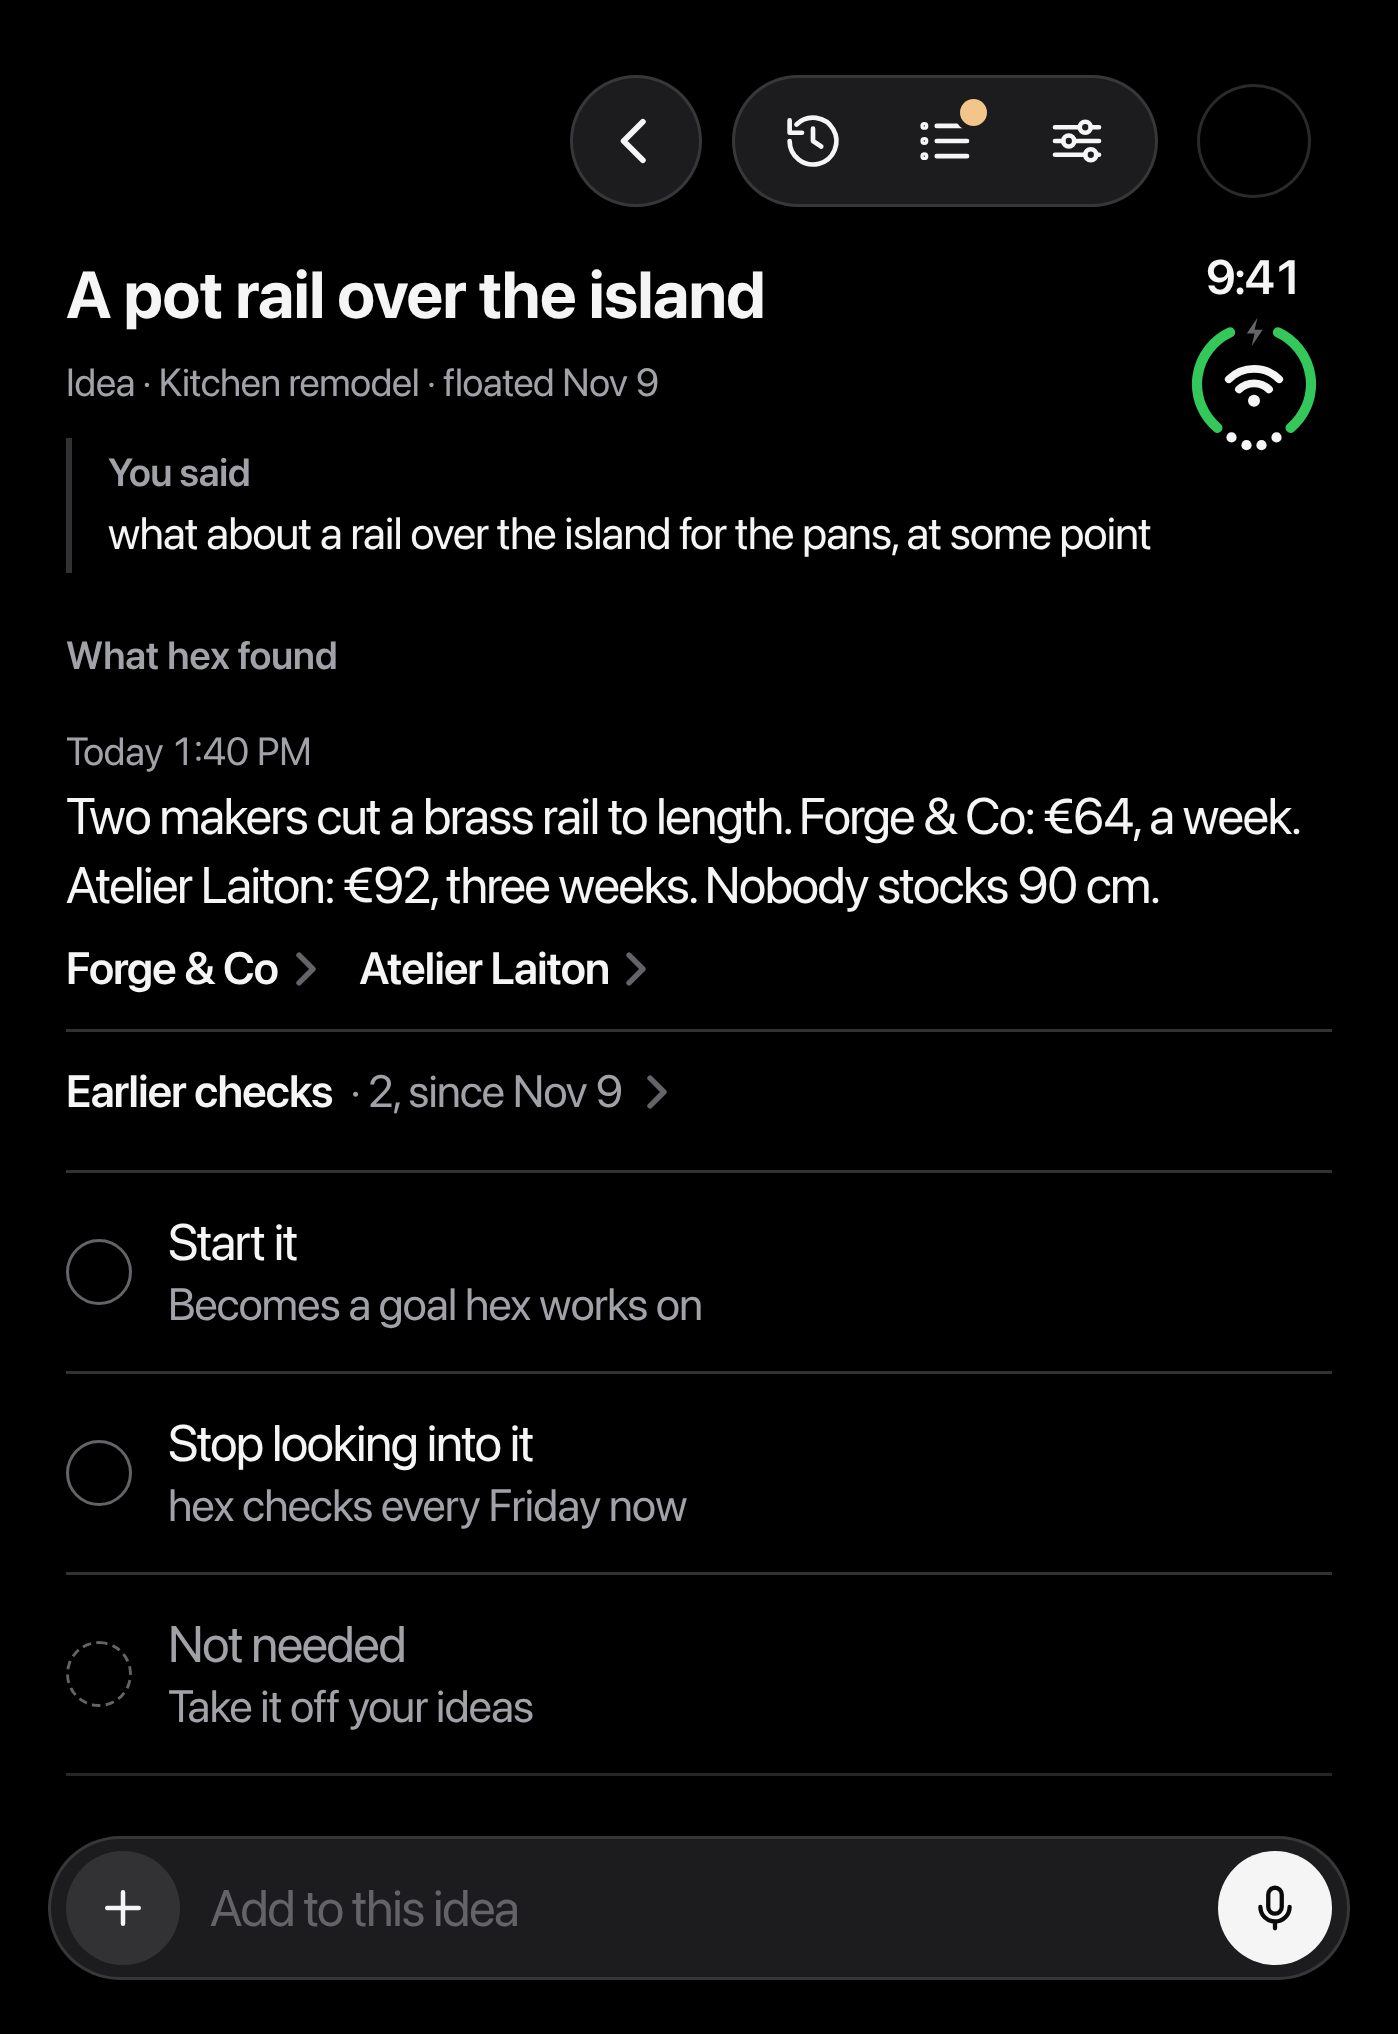 A pot rail over the island
9:41
Idea · Kitchen remodel · floated Nov 9
You said
what about a rail over the island for the pans, at some point
What hex found
Today 1:40 PM
Two makers cut a brass rail to length. Forge & Co: €64, a week.
Atelier Laiton: €92, three weeks. Nobody stocks 90 cm.
Forge & Co Atelier Laiton
Earlier checks · 2, since Nov 9
Start it
Becomes a goal hex works on
Stop looking into it
hex checks every Friday now
Not needed
Take it off your ideas
Add to this idea